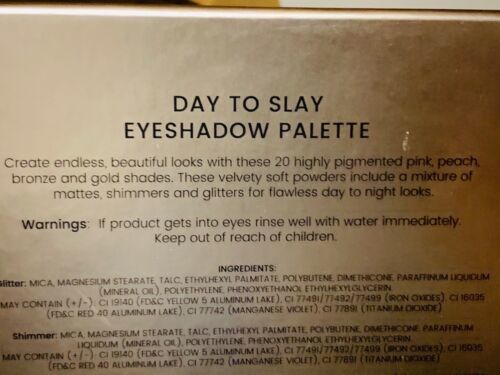 DAY TO SLAY
EYESHADOW PALETTE
Create endless, beautiful looks with these 20 highly pigmented pink, peach,
bronze and gold shades. These velvety soft powders include a mixture of
mattes, shimmers and glitters for flawless day to night looks.
Warnings: If product gets into eyes rinse well with water immediately.
Keep out of reach of children.
INGREDIENTS:
Glitter: MICA, MAGNESIUM STEARATE, TALC, ETHYLHEXYL PALMITATE, POLYBUTENE, DIMETHICONE, PARAFFINUM LIQUIDUM
(MINERAL OIL), POLYETHYLENE, PHENOXYETHANOL ETHYLHEXYLGLYCERIN.
MAY CONTAIN (+/-): CI 19140 (FD&C YELLOW 5 ALUMINUM LAKE), CI 77491/77492/77499 (IRON OXIDES), CI 16035
(FD&C RED 40 ALUMINUM LAKE), CI 77742 (MANGANESE VIOLET), CI 77891 (TITANIUM DIOXIDE)
Shimmer: MICA, MAGNESIUM STEARATE, TALC, ETHYLHEXYL PALMITATE, POLYBUTENE, DIMETHICONE, PARAFFINUM
LIQUIDUM (MINERAL OIL), POLYETHYLENE, PHENOXYETHANOL ETHYLHEXYLGLYCERIN.
MAY CONTAIN (+/-): CI 19140 (FD&C YELLOW 5 ALUMINUM LAKE), CI 77491/77492/77499 (IRON OXIDES), CI 16035
(FD&C RED 40 ALUMINUM LAKE), CI 77742 (MANGANESE VIOLET), CI 77891 (TITANIUM DIOXIDE)